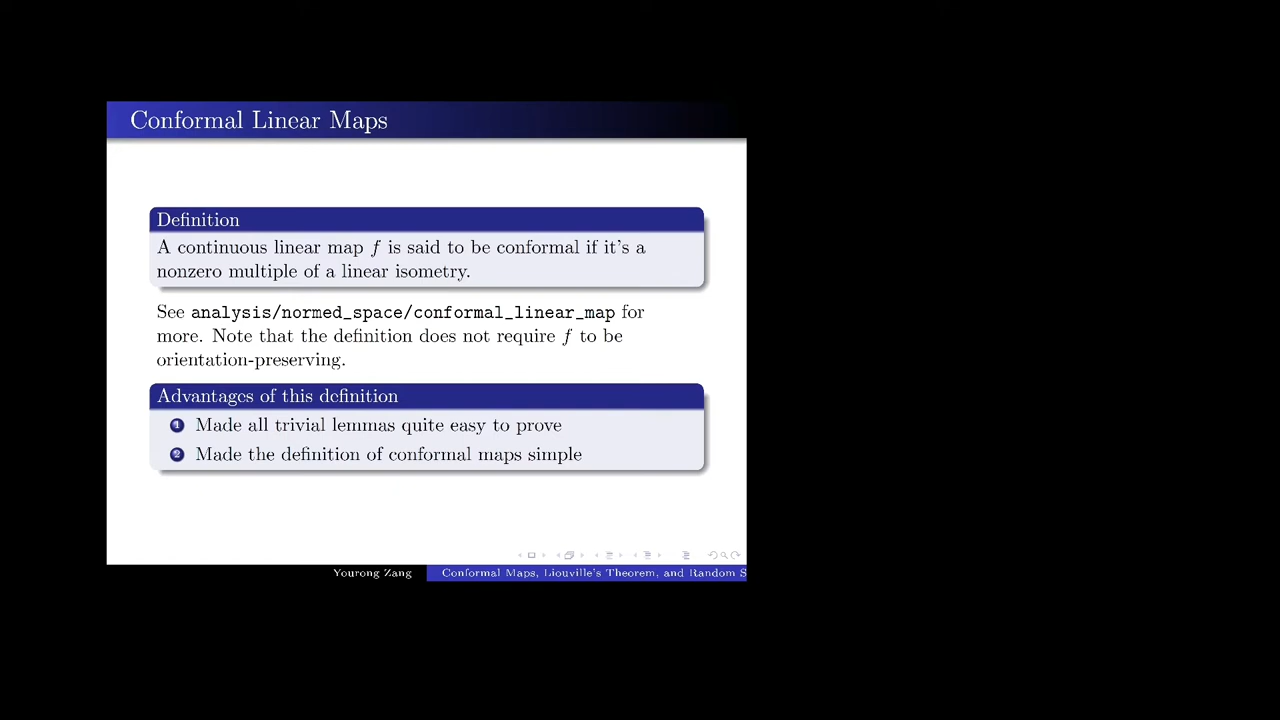 Conformal Linear Maps
Definition
A continuous linear map f is said to be conformal if it's a
nonzero multiple of a linear isometry.
See analysis/normed_space/conformal_linear_map for
more. Note that the definition does not require f to be
orientation-preserving.
Advantages of this definition
1 Made all trivial lemmas quite easy to prove
2 Made the definition of conformal maps simple
Yourong Zang Conformal Maps, Liouville's Theorem, and Random S